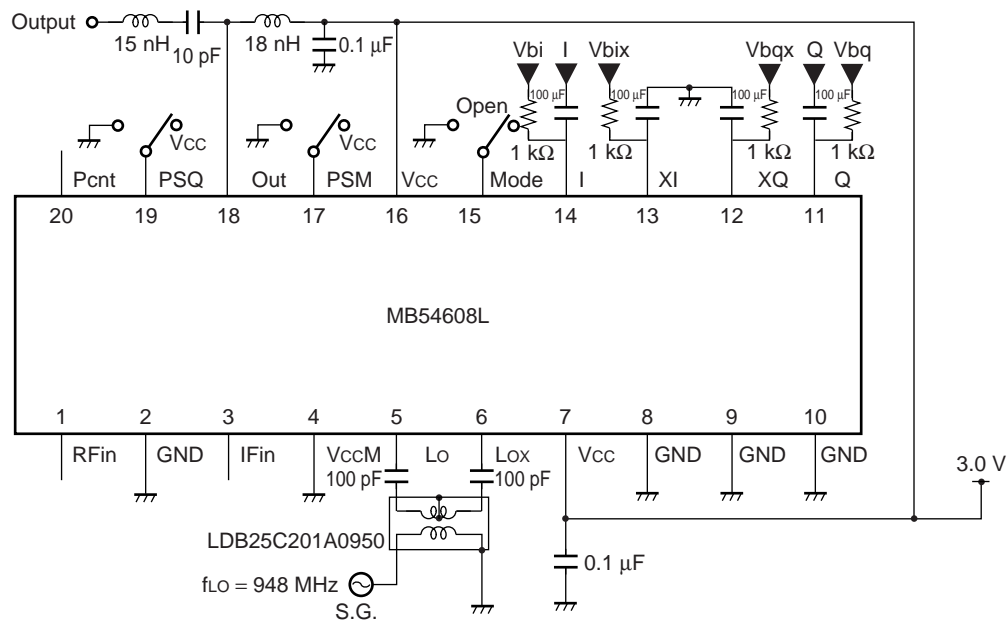 Output
15 nH
10 pF
18 nH
0.1 μF
Vbi I Vbix Vbqx Q Vbq
100 μF 100 μF 100 μF 100 μF
Open
VCC VCC
1 kΩ 1 kΩ 1 kΩ 1 kΩ
Pcnt PSQ Out PSM VCC Mode I XI XQ Q
20 19 18 17 16 15 14 13 12 11
MB54608L
1 2 3 4 5 6 7 8 9 10
RFin GND IFin VCCM LO LOX VCC GND GND GND
100 pF 100 pF
3.0 V
LDB25C201A0950
0.1 μF
fLO = 948 MHz
S.G.